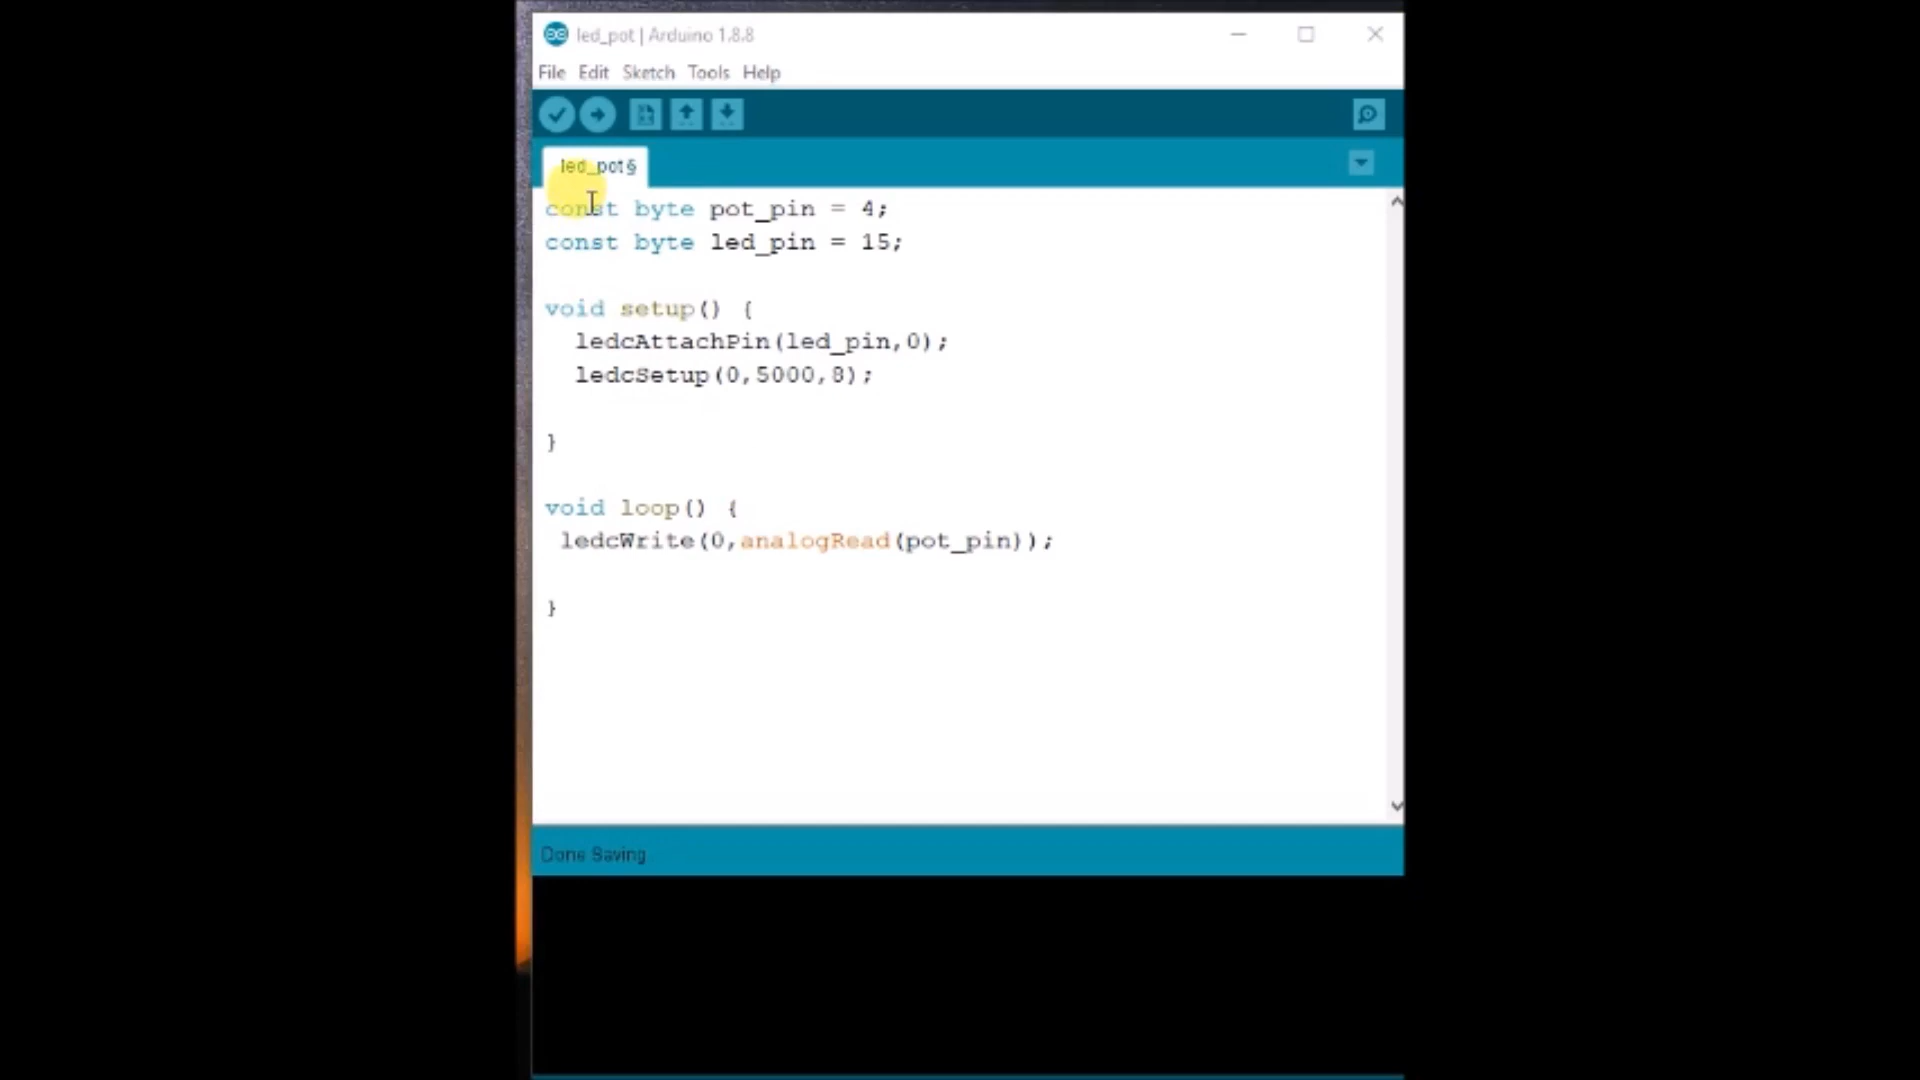 led_pot | Arduino 1.8.8
File Edit Sketch Tools Help
led_pot§
const byte pot_pin = 4;
const byte led_pin = 15;
void setup() {
ledcAttachPin(led_pin,0);
ledcSetup(0,5000,8);
}
void loop() {
ledcWrite(0,analogRead(pot_pin));
}
Done Saving.